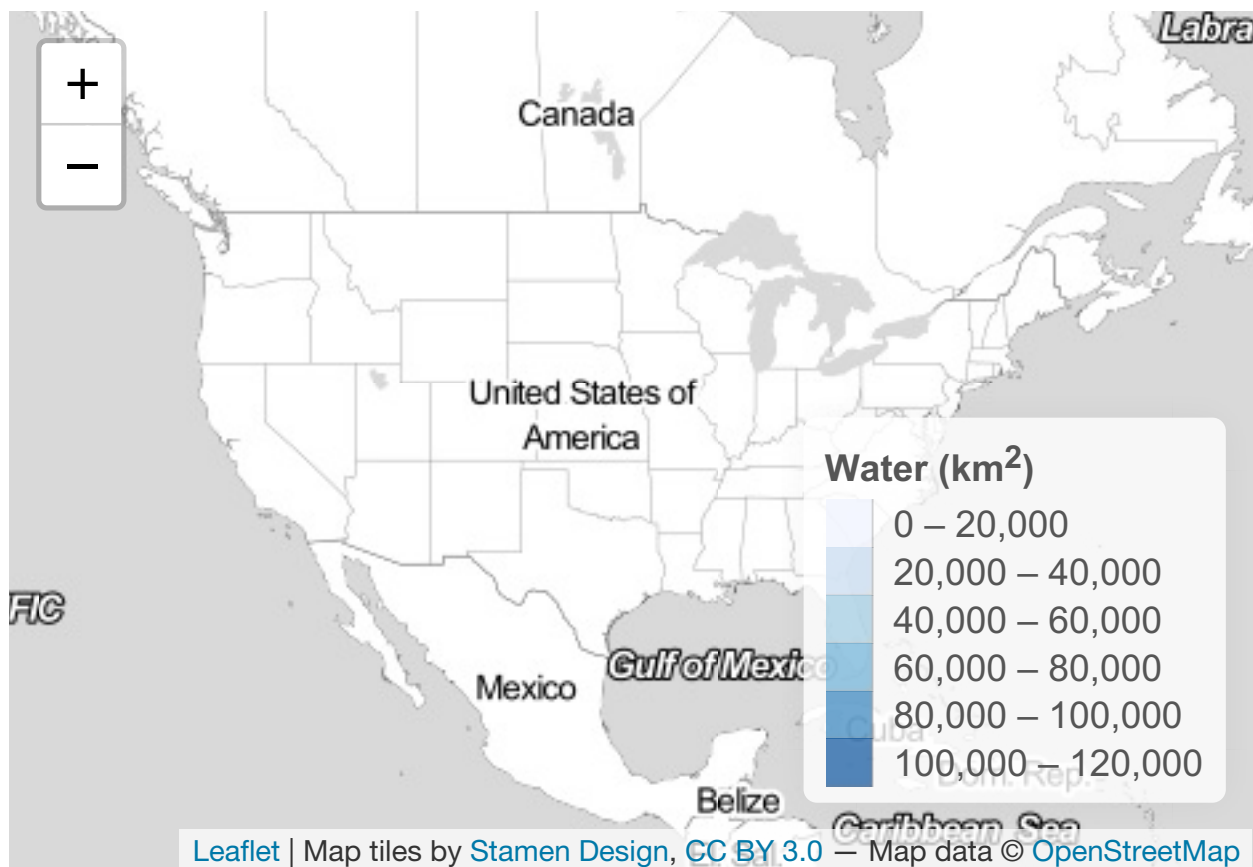 Labra
+
Canada
−
United States of
America
Water (km²)
0 – 20,000
20,000 – 40,000
40,000 – 60,000
60,000 – 80,000
80,000 – 100,000
100,000 – 120,000
FIC
Gulf of Mexico
Mexico
Cuba
Dom. Rep.
Belize
Caribbean Sea
El Sal.
Leaflet | Map tiles by Stamen Design, CC BY 3.0 — Map data © OpenStreetMap